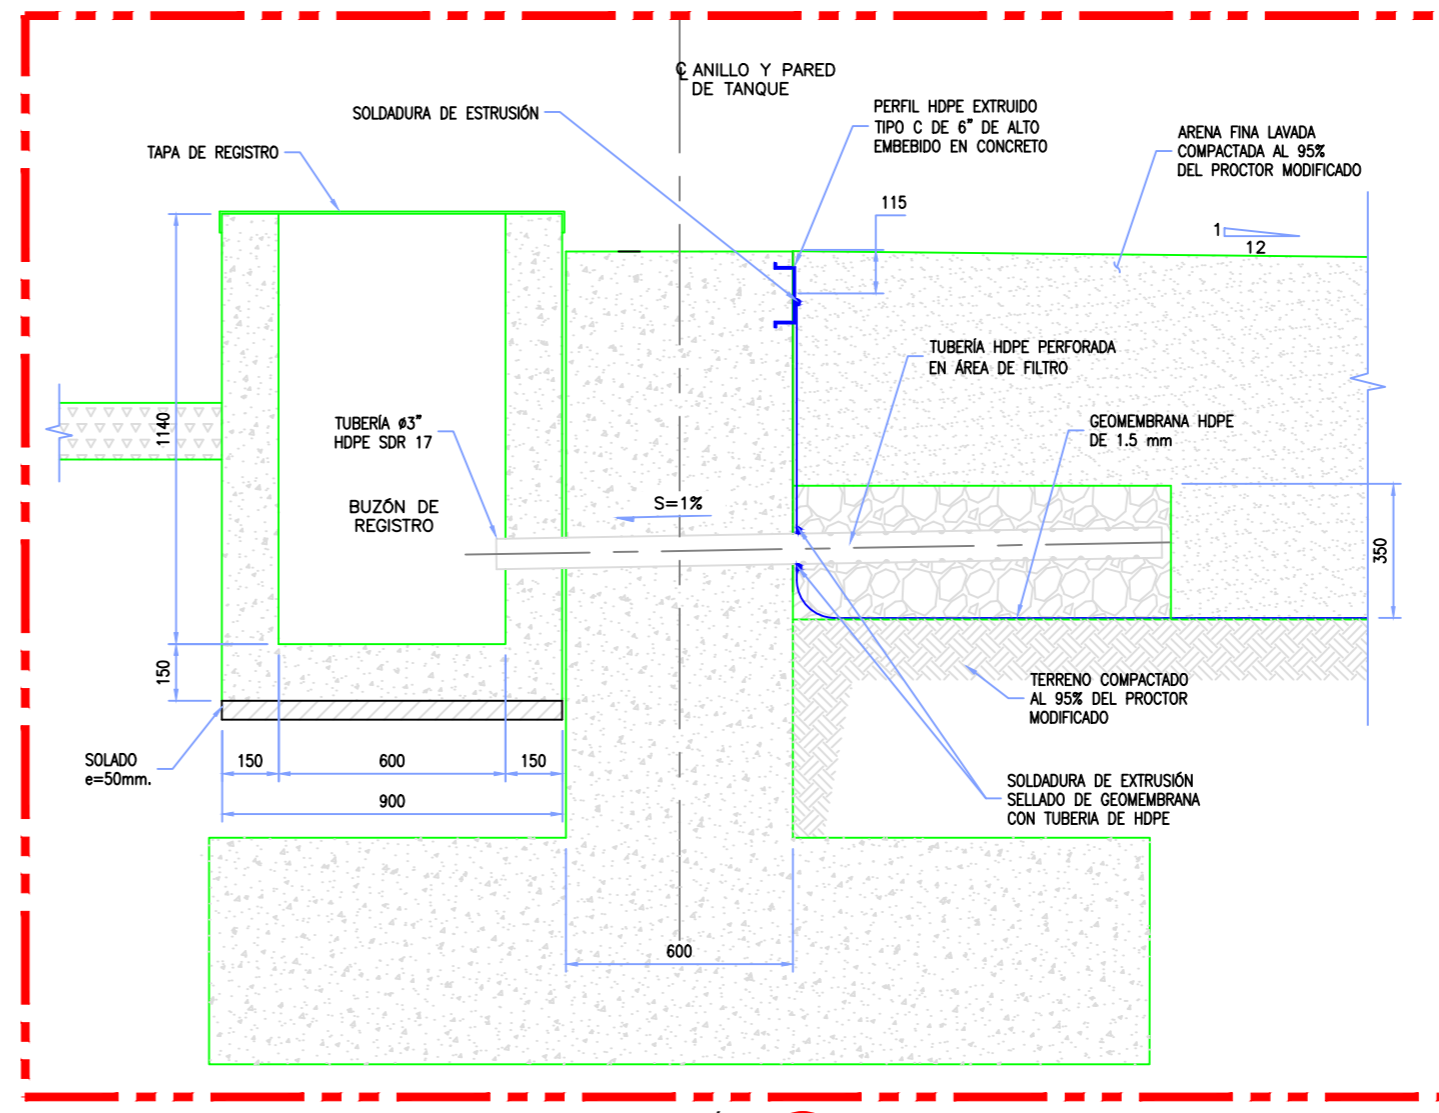 ℄ ANILLO Y PARED
DE TANQUE
SOLDADURA DE ESTRUSIÓN
PERFIL HDPE EXTRUIDO
TIPO C DE 6" DE ALTO
EMBEBIDO EN CONCRETO
ARENA FINA LAVADA
COMPACTADA AL 95%
DEL PROCTOR MODIFICADO
TAPA DE REGISTRO
115
1
12
TUBERÍA HDPE PERFORADA
EN ÁREA DE FILTRO
TUBERÍA ø3"
HDPE SDR 17
GEOMEMBRANA HDPE
DE 1.5 mm
1140
BUZÓN DE
REGISTRO
S=1%
350
150
TERRENO COMPACTADO
AL 95% DEL PROCTOR
MODIFICADO
SOLADO
e=50mm.
150
600
150
900
SOLDADURA DE EXTRUSIÓN
SELLADO DE GEOMEMBRANA
CON TUBERIA DE HDPE
600